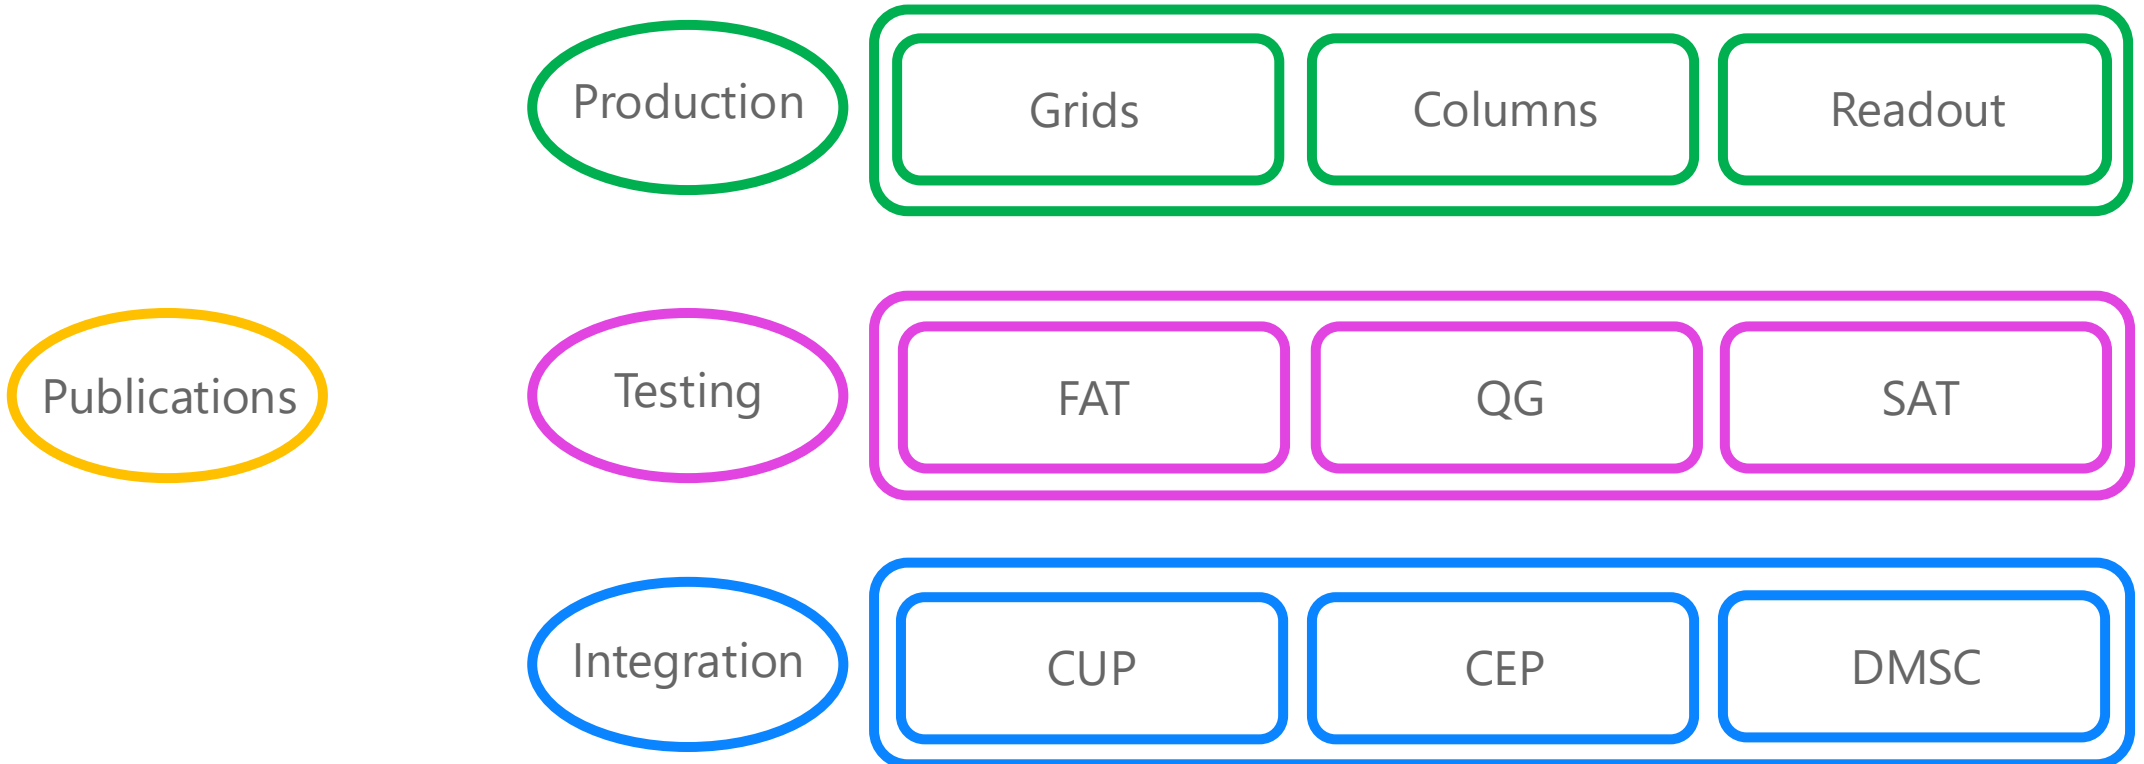 Production
Grids
Columns
Readout
Publications
Testing
FAT
QG
SAT
Integration
CUP
CEP
DMSC